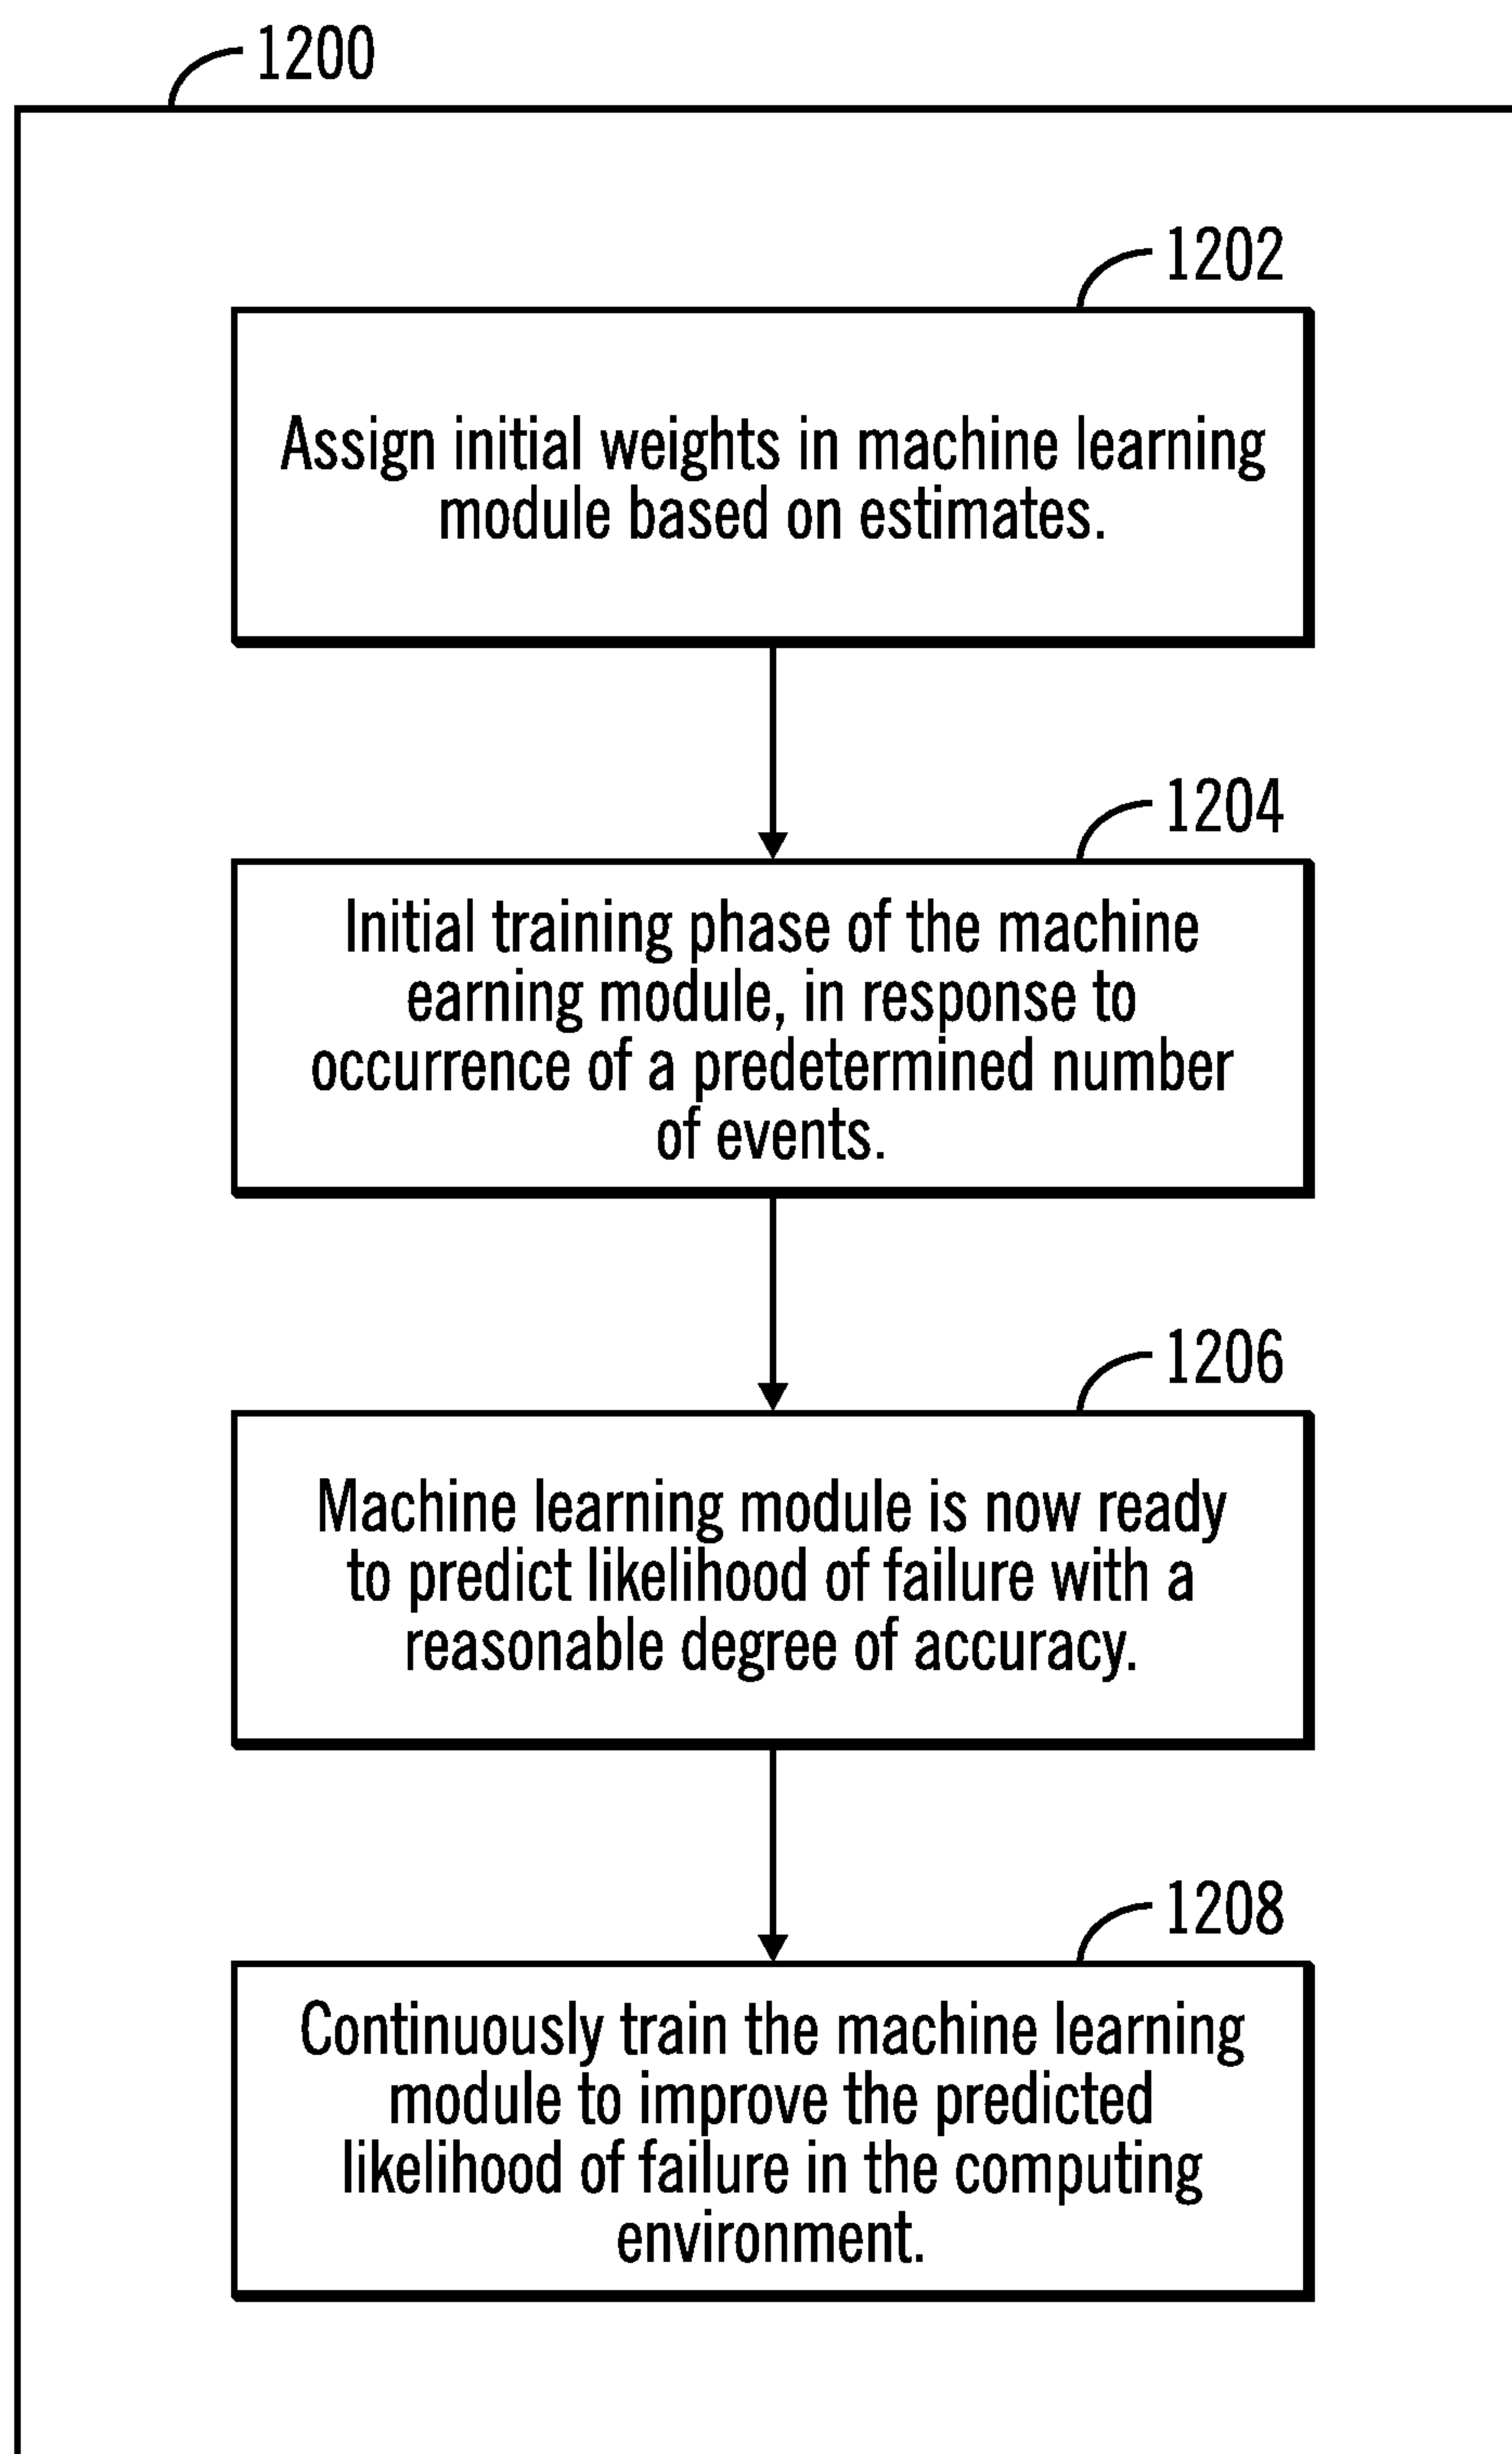 1200
1202
Assign initial weights in machine learning
module based on estimates.
1204
Initial training phase of the machine
earning module, in response to
occurrence of a predetermined number
of events.
1206
Machine learning module is now ready
to predict likelihood of failure with a
reasonable degree of accuracy.
1208
Continuously train the machine learning
module to improve the predicted
likelihood of failure in the computing
environment.